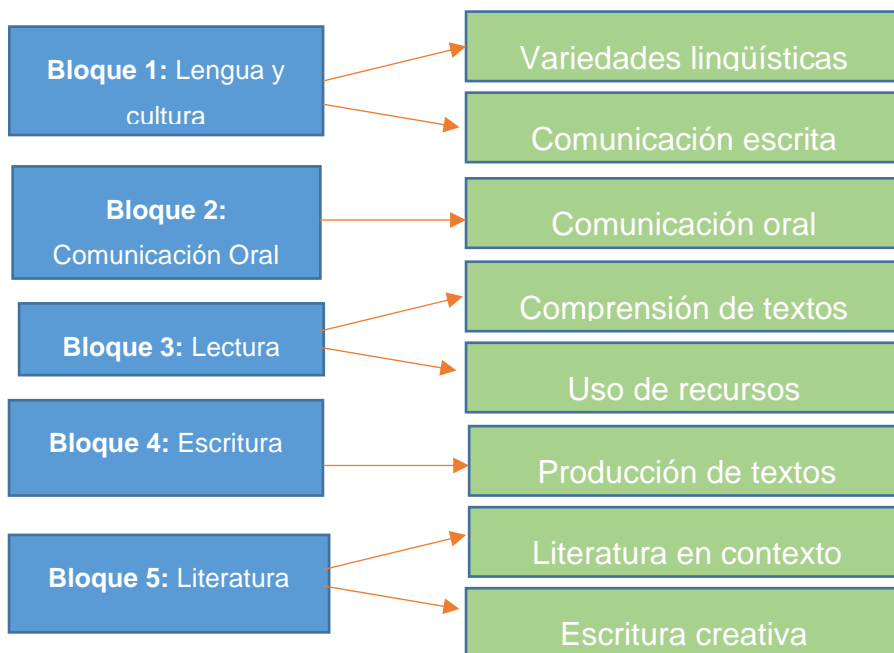 Bloque 1: Lengua y
cultura
Variedades lingüísticas
Comunicación escrita
Bloque 2:
Comunicación Oral
Comunicación oral
Bloque 3: Lectura
Comprensión de textos
Uso de recursos
Bloque 4: Escritura
Producción de textos
Bloque 5: Literatura
Literatura en contexto
Escritura creativa